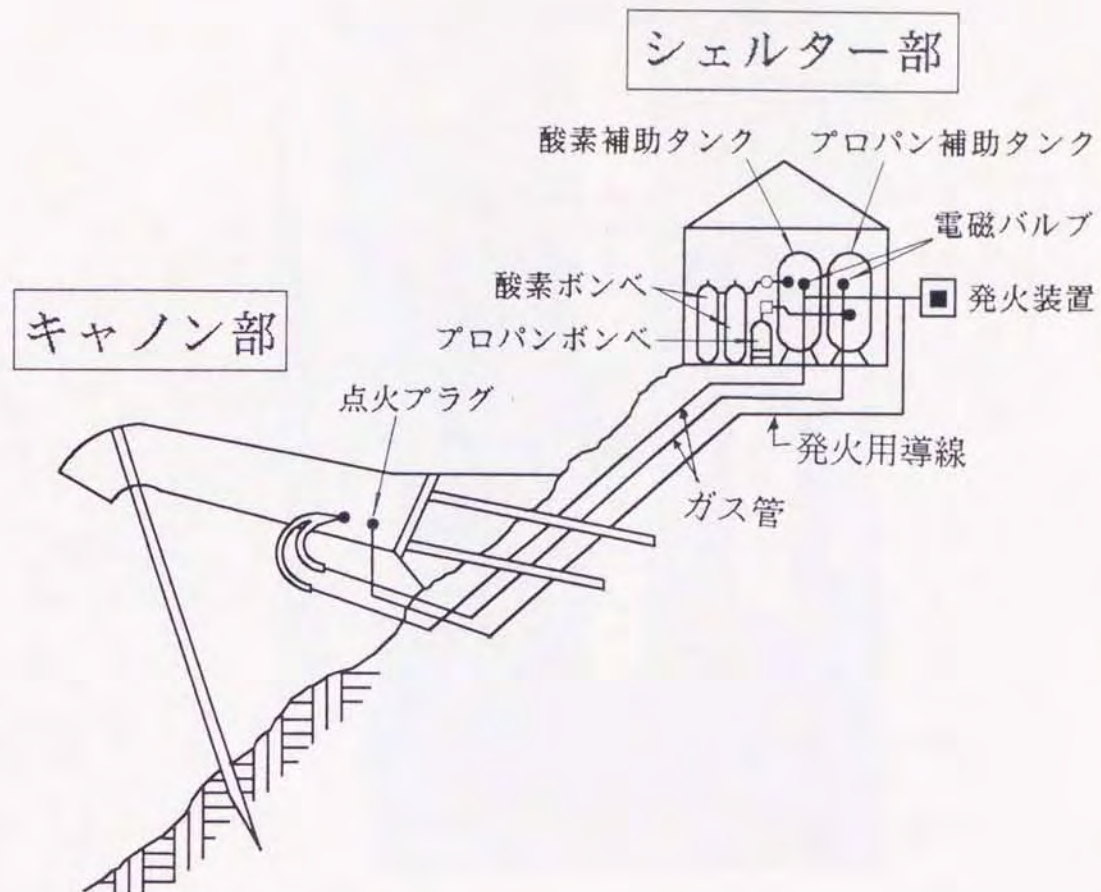 シェルター部
酸素補助タンク
プロパン補助タンク
電磁バルブ
酸素ボンベ
プロパンボンベ
発火装置
キャノン部
点火プラグ
発火用導線
ガス管